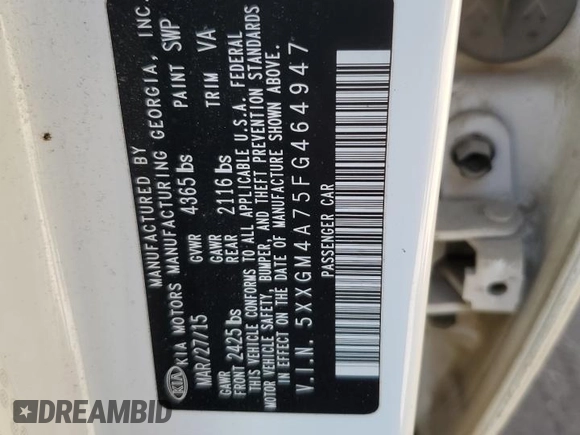 MANUFACTURED BY
KIA KIA MOTORS MANUFACTURING GEORGIA, INC.
MAR/27/15 GVWR 4365 lbs PAINT SWP
GAWR FRONT 2425 lbs GAWR REAR 2116 lbs TRIM VA
THIS VEHICLE CONFORMS TO ALL APPLICABLE U.S.A. FEDERAL
MOTOR VEHICLE SAFETY, BUMPER, AND THEFT PREVENTION STANDARDS
IN EFFECT ON THE DATE OF MANUFACTURE SHOWN ABOVE.
V.I.N. 5XXGM4A75FG464947
PASSENGER CAR
DREAMBID